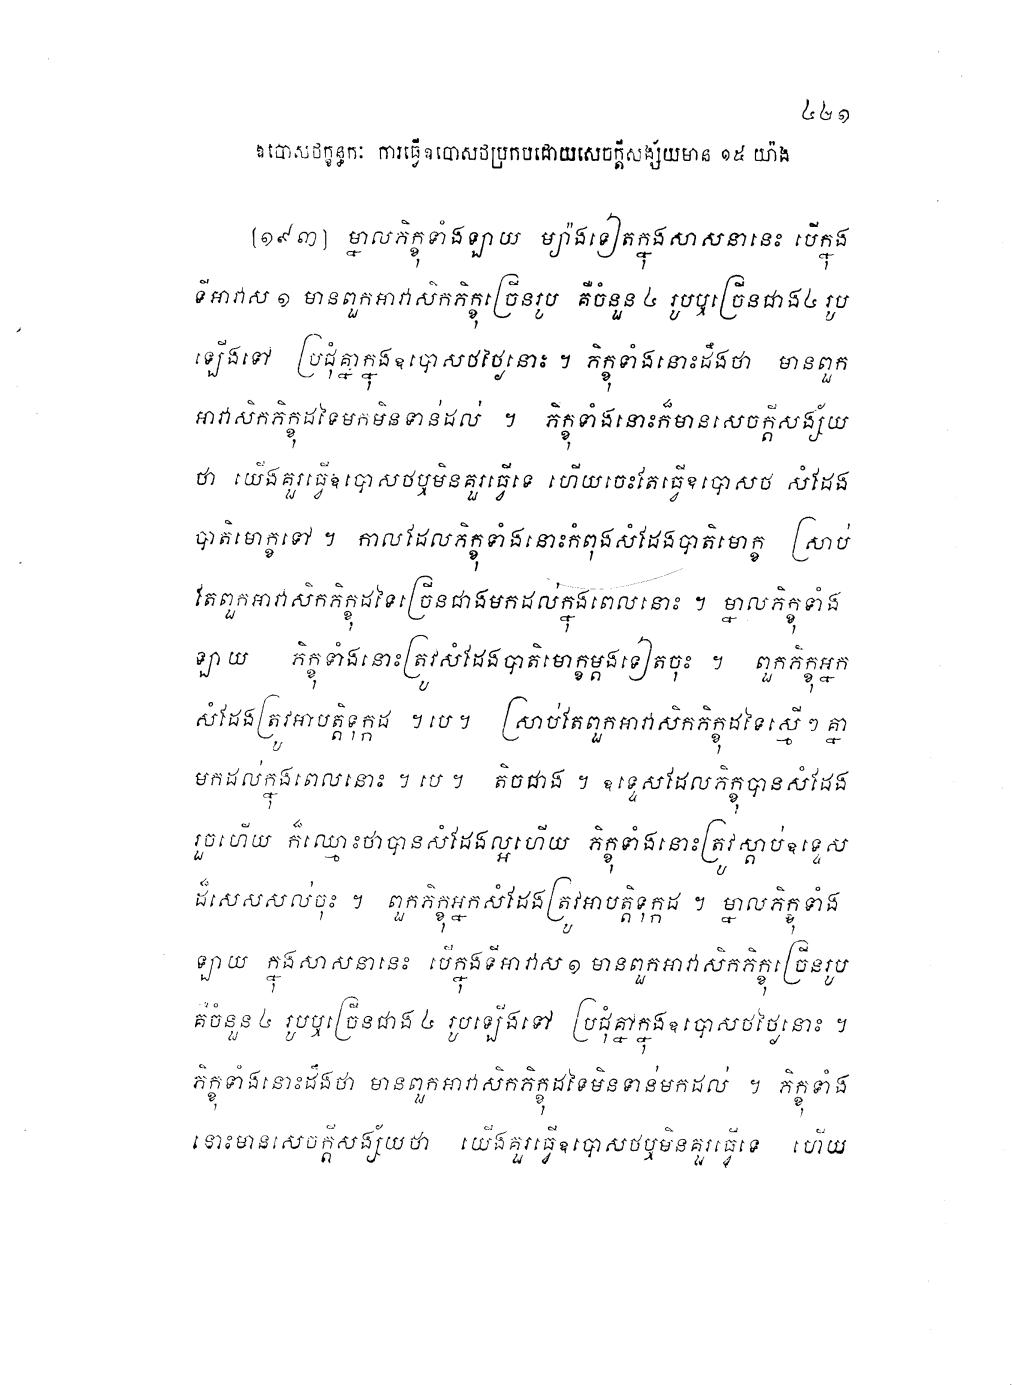 ៤៤១
ឧបោសថក្ខន្ធកៈ ការធ្វើឧបោសថប្រកបដោយសេចក្តីសង្ស័យមាន ១៥ យ៉ាង
[១៩៣] ម្នាលភិក្ខុទាំងឡាយ ម្យ៉ាងទៀតក្នុងសាសនានេះ បើក្នុង
ទីអាវាស ១ មានពួកអាវាសិកភិក្ខុច្រើនរូប គឺចំនួន ៤ រូបឬច្រើនជាង៤ រូប
ឡើងទៅ ប្រជុំគ្នាក្នុងឧបោសថថ្ងៃនោះ ។ ភិក្ខុទាំងនោះដឹងថា មានពួក
អាវាសិកភិក្ខុដទៃមកមិនទាន់ដល់ ។ ភិក្ខុទាំងនោះក៏មានសេចក្តីសង្ស័យ
ថា យើងគួរធ្វើឧបោសថឬមិនគួរធ្វើទេ ហើយចេះតែធ្វើឧបោសថ សំដែង
បាតិមោក្ខទៅ ។ កាលដែលភិក្ខុទាំងនោះកំពុងសំដែងបាតិមោក្ខ ស្រាប់
តែពួកអាវាសិកភិក្ខុដទៃច្រើនជាងមកដល់ក្នុងពេលនោះ ។ ម្នាលភិក្ខុទាំង
ឡាយ ភិក្ខុទាំងនោះត្រូវសំដែងបាតិមោក្ខម្តងទៀតចុះ ។ ពួកភិក្ខុអ្នក
សំដែងត្រូវអាបត្តិទុក្កដ ។ បេ ។ ស្រាប់តែពួកអាវាសិកភិក្ខុដទៃស្មើ ៗ គ្នា
មកដល់ក្នុងពេលនោះ ។ បេ ។ តិចជាង ។ ឧទ្ទេសដែលភិក្ខុបានសំដែង
រួចហើយ ក៏ឈ្មោះថាបានសំដែងល្អហើយ ភិក្ខុទាំងនោះត្រូវស្តាប់ឧទ្ទេស
ដ៏សេសសល់ចុះ ។ ពួកភិក្ខុអ្នកសំដែងត្រូវអាបត្តិទុក្កដ ។ ម្នាលភិក្ខុទាំង
ឡាយ ក្នុងសាសនានេះ បើក្នុងទីអាវាស ១ មានពួកអាវាសិកភិក្ខុច្រើនរូប
គឺចំនួន ៤ រូបឬច្រើនជាង ៤ រូបឡើងទៅ ប្រជុំគ្នាក្នុងឧបោសថថ្ងៃនោះ ។
ភិក្ខុទាំងនោះដឹងថា មានពួកអាវាសិកភិក្ខុដទៃមិនទាន់មកដល់ ។ ភិក្ខុទាំង
នោះមានសេចក្តីសង្ស័យថា យើងគួរធ្វើឧបោសថឬមិនគួរធ្វើទេ ហើយ